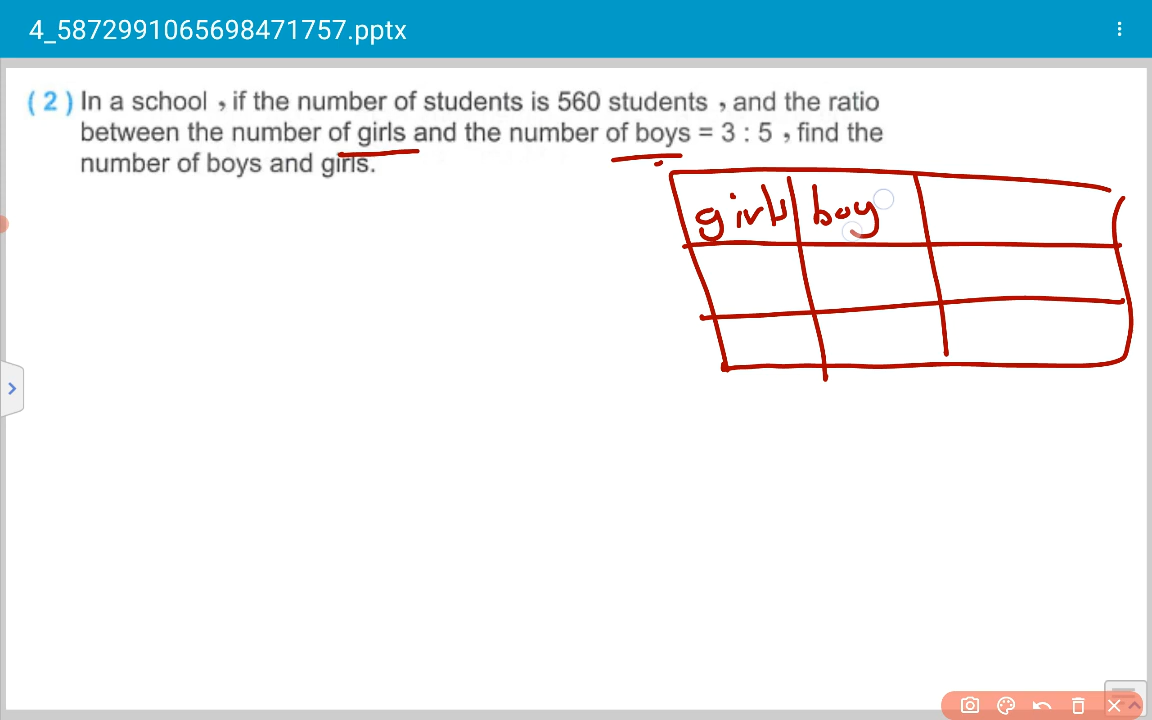 4_5872991065698471757.pptx
( 2 ) In a school , if the number of students is 560 students , and the ratio
between the number of girls and the number of boys = 3 : 5 , find the
number of boys and girls.
girls boy